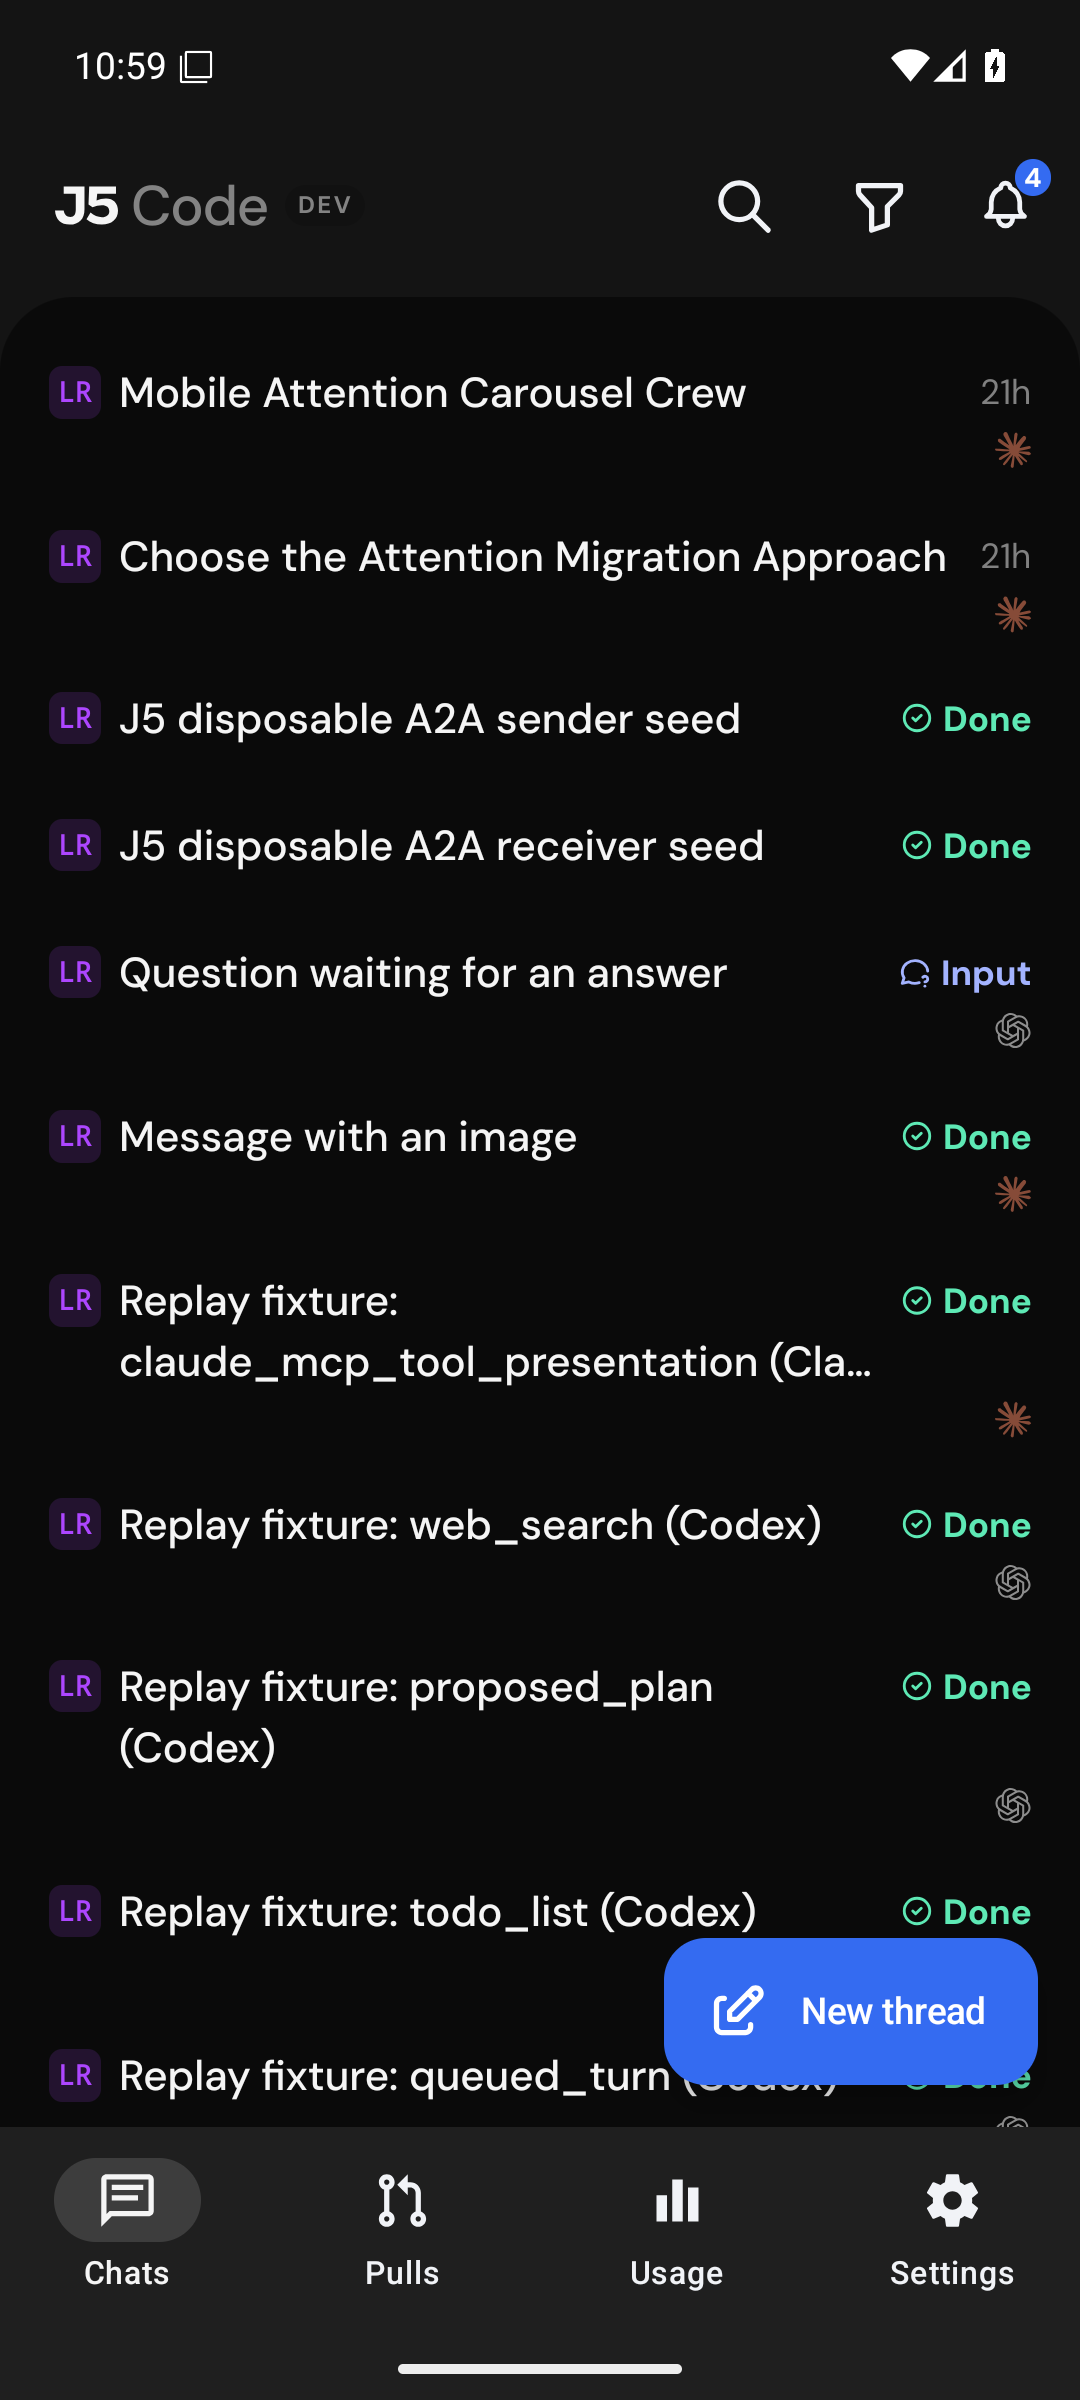 10:59
J5 Code DEV
4
LR Mobile Attention Carousel Crew 21h
LR Choose the Attention Migration Approach 21h
LR J5 disposable A2A sender seed Done
LR J5 disposable A2A receiver seed Done
LR Question waiting for an answer Input
LR Message with an image Done
LR Replay fixture: Done
claude_mcp_tool_presentation (Cla...
LR Replay fixture: web_search (Codex) Done
LR Replay fixture: proposed_plan Done
(Codex)
LR Replay fixture: todo_list (Codex) Done
New thread
LR Replay fixture: queued_turn (Codex) Done
Chats Pulls Usage Settings